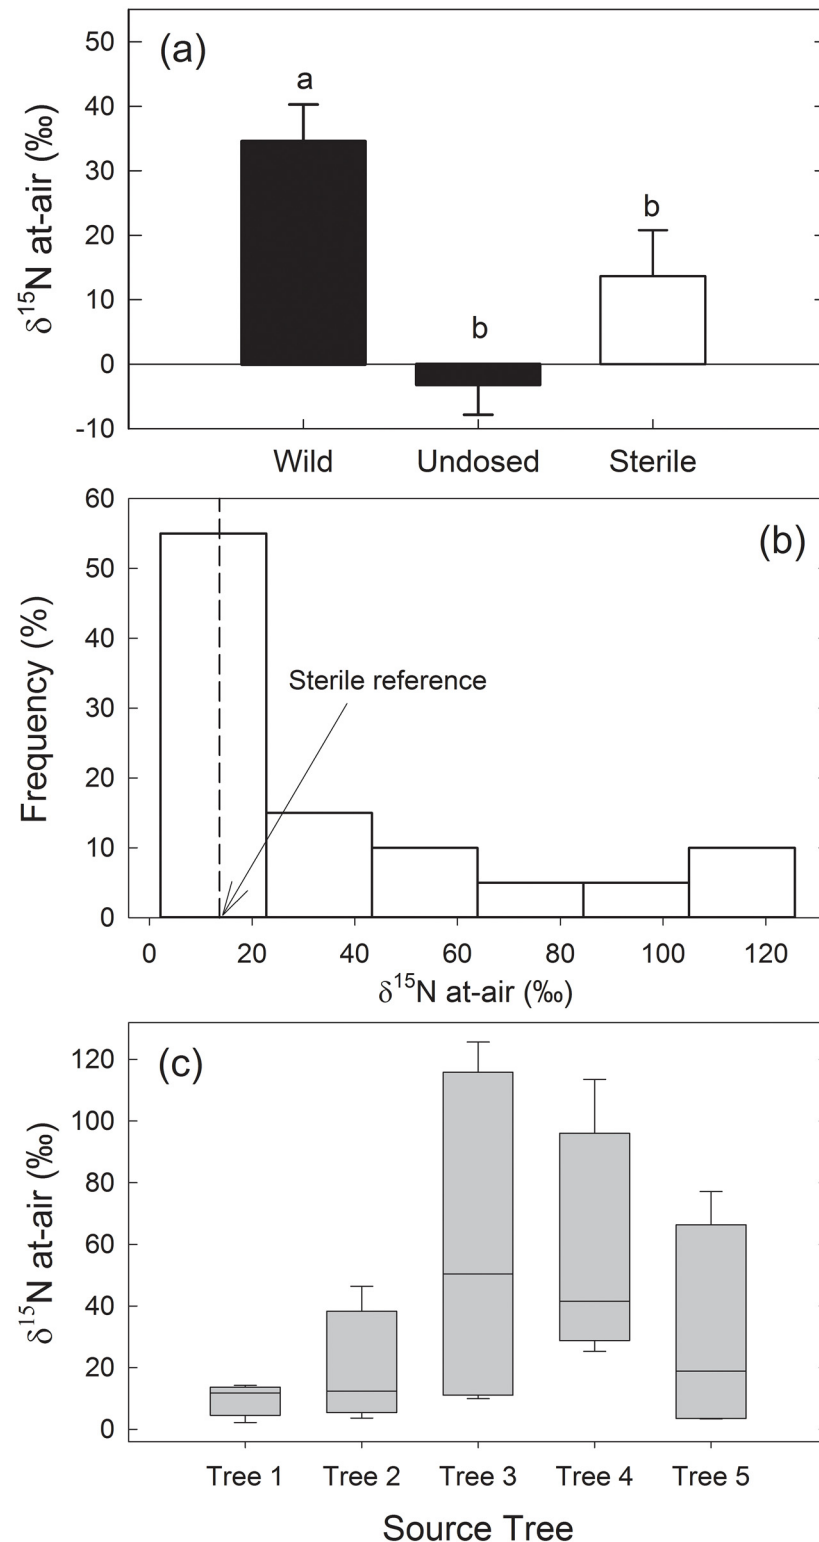 (a)
δ15N at-air (‰)
50
40
30
20
10
0
-10
a
b
b
Wild Undosed Sterile
(b)
Frequency (%)
60
50
40
30
20
10
0
Sterile reference
0 20 40 60 80 100 120
δ15N at-air (‰)
(c)
δ15N at-air (‰)
120
100
80
60
40
20
0
Tree 1 Tree 2 Tree 3 Tree 4 Tree 5
Source Tree